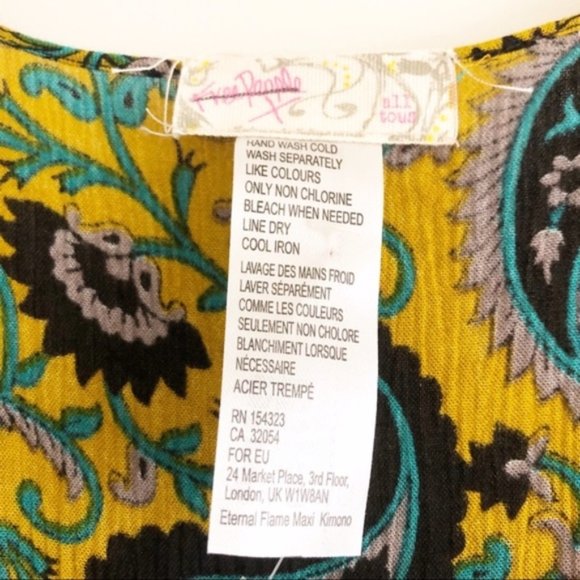 Free People
all
tous
HAND WASH COLD
WASH SEPARATELY
LIKE COLOURS
ONLY NON CHLORINE
BLEACH WHEN NEEDED
LINE DRY
COOL IRON
LAVAGE DES MAINS FROID
LAVER SÉPARÉMENT
COMME LES COULEURS
SEULEMENT NON CHOLORE
BLANCHIMENT LORSQUE
NÉCESSAIRE
ACIER TREMPÉ
RN 154323
CA 32054
FOR EU
24 Market Place, 3rd Floor,
London, UK W1W8AN
Eternal Flame Maxi Kimono